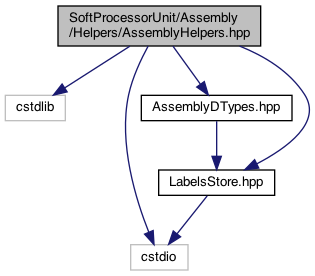 SoftProcessorUnit/Assembly
/Helpers/AssemblyHelpers.hpp
cstdlib
AssemblyDTypes.hpp
LabelsStore.hpp
cstdio